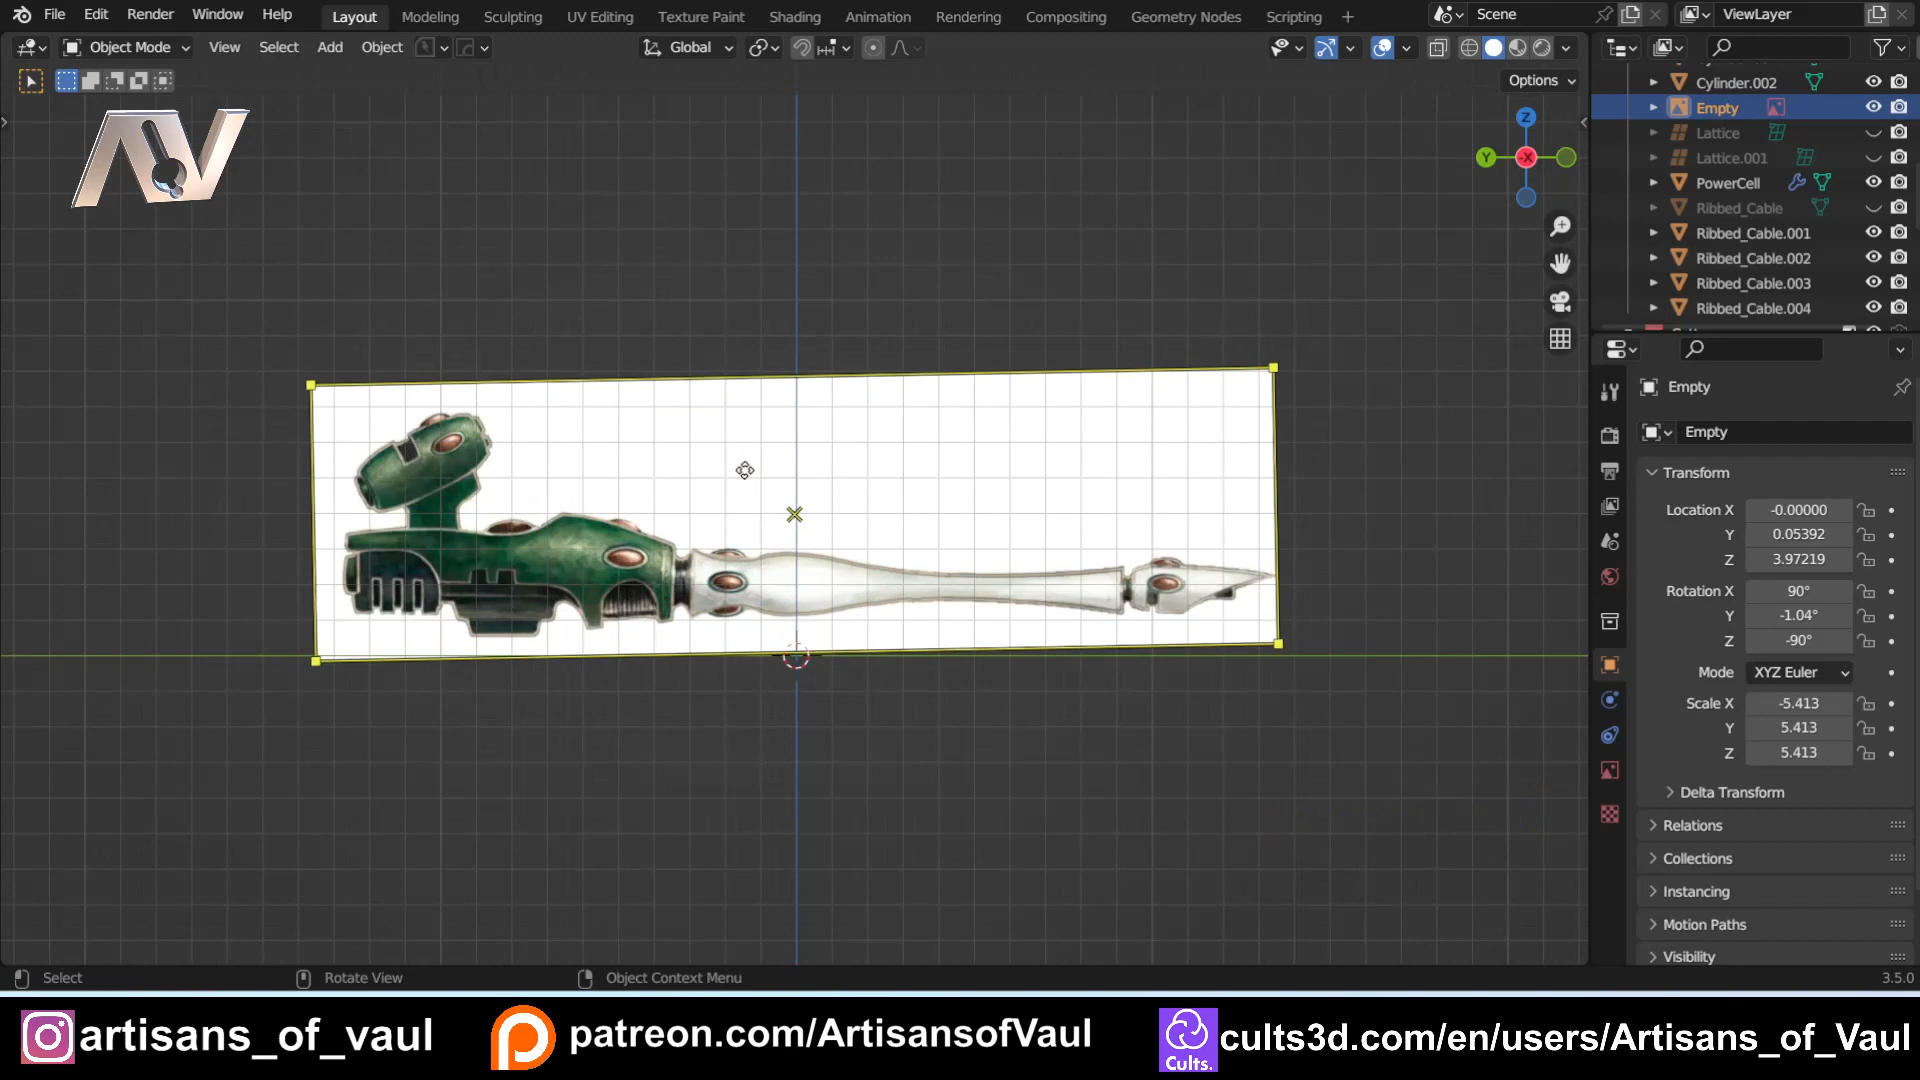 File Edit Render Window Help Layout Modeling Sculpting UV Editing Texture Paint Shading Animation Rendering Compositing Geometry Nodes Scripting + Scene ViewLayer
Object Mode View Select Add Object Global
Options
Cylinder.002
Empty
Lattice
Lattice.001
PowerCell
Ribbed_Cable
Ribbed_Cable.001
Ribbed_Cable.002
Ribbed_Cable.003
Ribbed_Cable.004
Z
Y
-X
AV
Empty
Empty
Transform
Location X -0.00000
Y 0.05392
Z 3.97219
Rotation X 90°
Y -1.04°
Z -90°
Mode XYZ Euler
Scale X -5.413
Y 5.413
Z 5.413
Delta Transform
Relations
Collections
Instancing
Motion Paths
Visibility
Select Rotate View Object Context Menu 3.5.0
artisans_of_vaul patreon.com/ArtisansofVaul Cults. cults3d.com/en/users/Artisans_of_Vaul